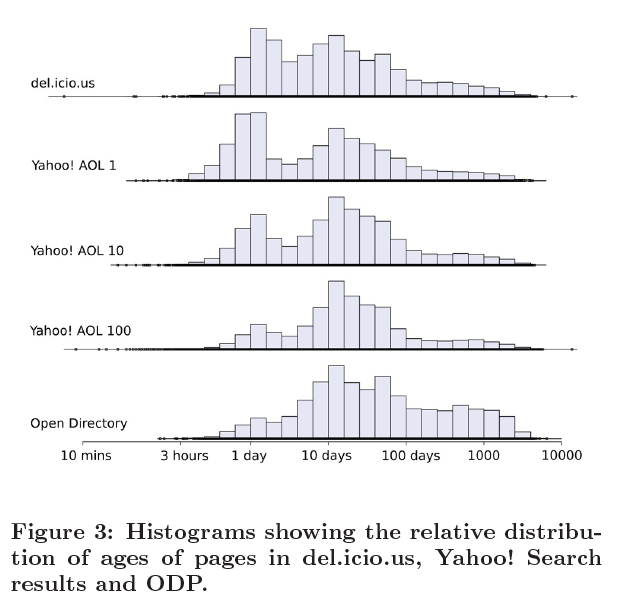 del.icio.us
Yahoo! AOL 1
Yahoo! AOL 10
Yahoo! AOL 100
Open Directory
10 mins 3 hours 1 day 10 days 100 days 1000 10000
Figure 3: Histograms showing the relative distribu-
tion of ages of pages in del.icio.us, Yahoo! Search
results and ODP.